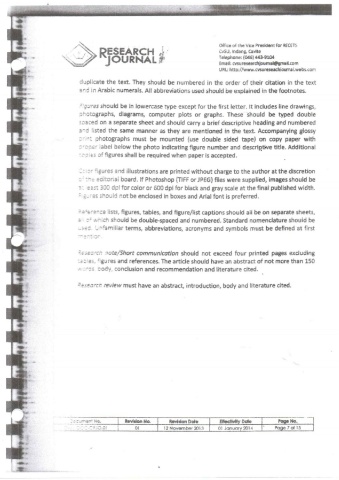 Office of the Vice President for RECETS
CvSU, Indang, Cavite
RESEARCH
JOURNAL
Telephone: (046) 443-9104
URL: http://www.cvsuresearchjournal.webs.com
duplicate the text. They should be numbered in the order of their citation in the text
and in Arabic numerals. All abbreviations used should be explained in the footnotes.
Figures should be in lowercase type except for the first letter. It includes line drawings,
photographs, diagrams, computer plots or graphs. These should be typed double
spaced on a separate sheet and should carry a brief descriptive heading and numbered
and listed the same manner as they are mentioned in the text. Accompanying glossy
print photographs must be mounted (use double sided tape) on copy paper with
proper label below the photo indicating figure number and descriptive title. Additional
copies of figures shall be required when paper is accepted.
Color figures and illustrations are printed without charge to the author at the discretion
of the editorial board. If Photoshop (TIFF or JPEG) files were supplied, images should be
at least 300 dpi for color or 600 dpi for black and gray scale at the final published width.
Figures should not be enclosed in boxes and Arial font is preferred.
Reference lists, figures, tables, and figure/list captions should all be on separate sheets,
all of which should be double-spaced and numbered. Standard nomenclature should be
used. Unfamiliar terms, abbreviations, acronyms and symbols must be defined at first
mention.
Research note/Short communication should not exceed four printed pages excluding
tables, figures and references. The article should have an abstract of not more than 150
words, body, conclusion and recommendation and literature cited.
Research review must have an abstract, introduction, body and literature cited.
Document No. Revision No. Revision Date Effectivity Date Page No.
01 12 November 2015 01 January 2016 Page 7 of 15